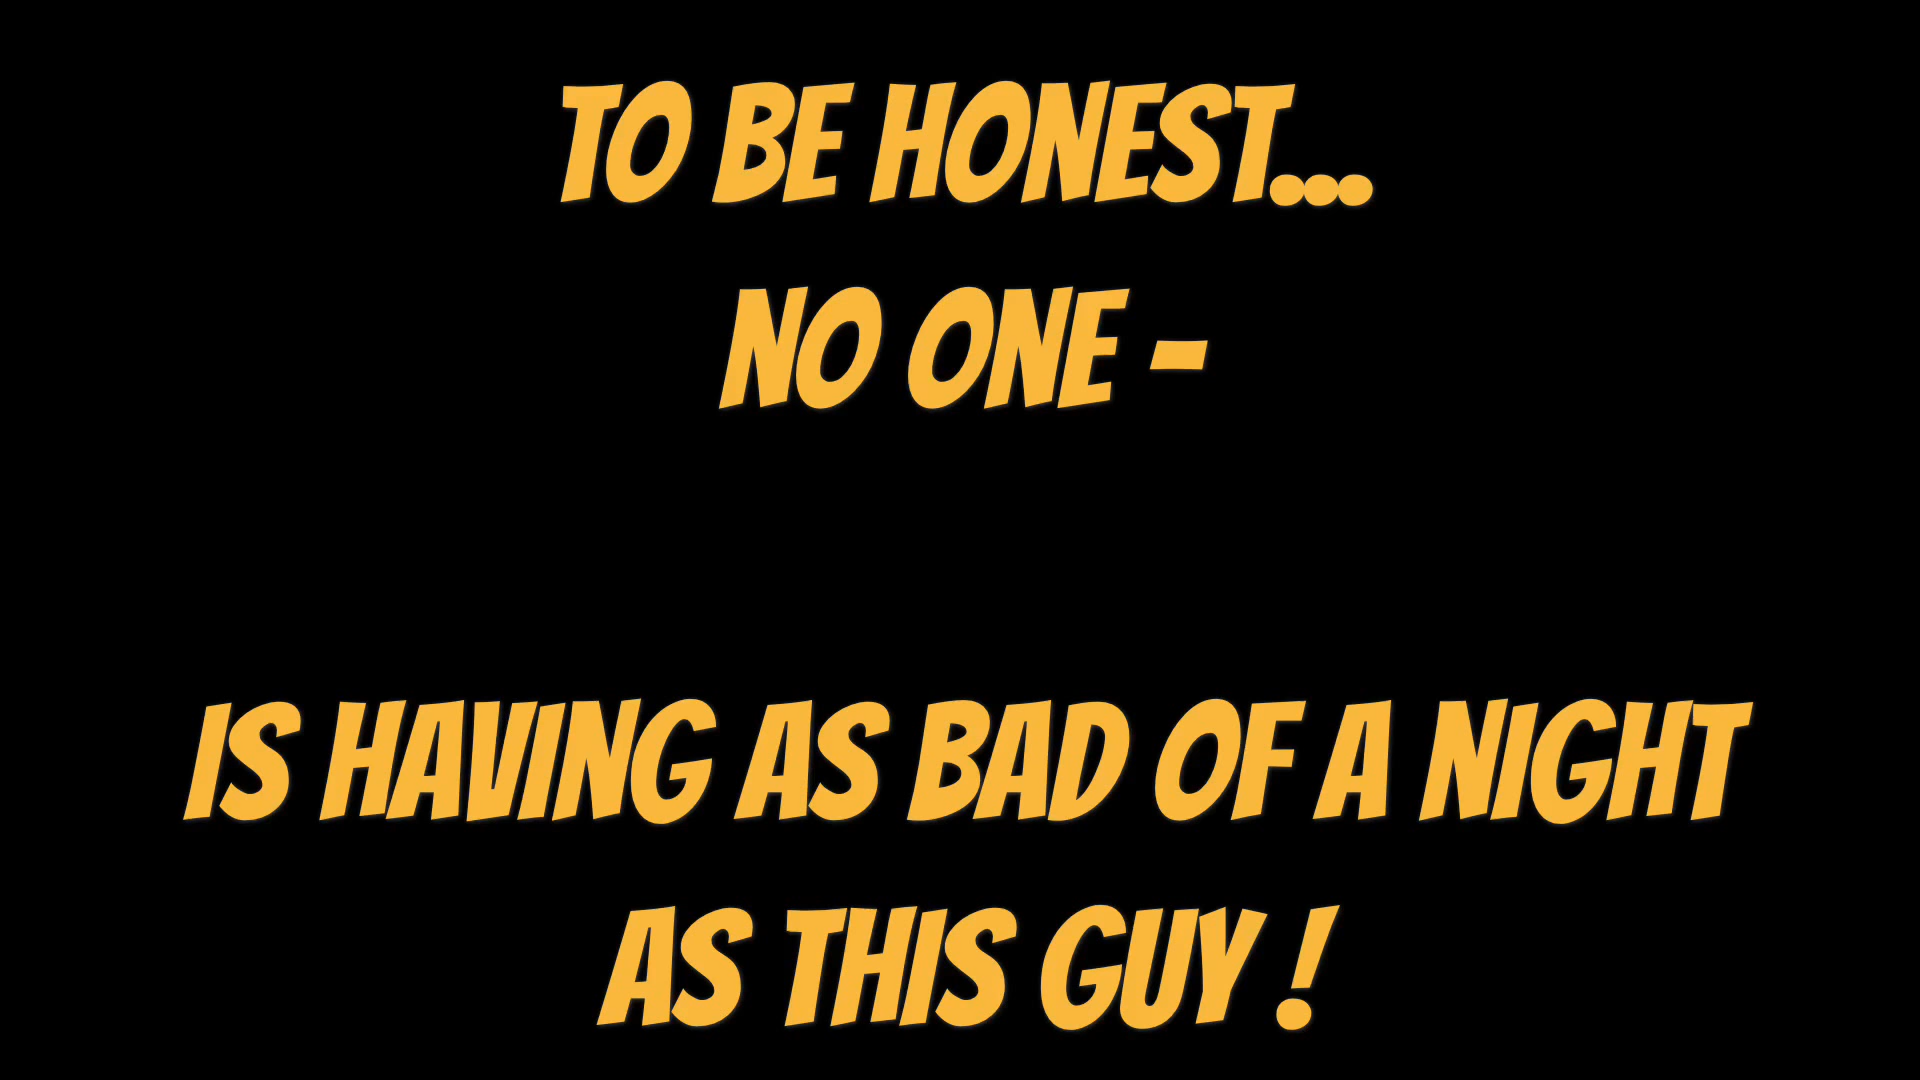 TO BE HONEST...
NO ONE -
IS HAVING AS BAD OF A NIGHT
AS THIS GUY !